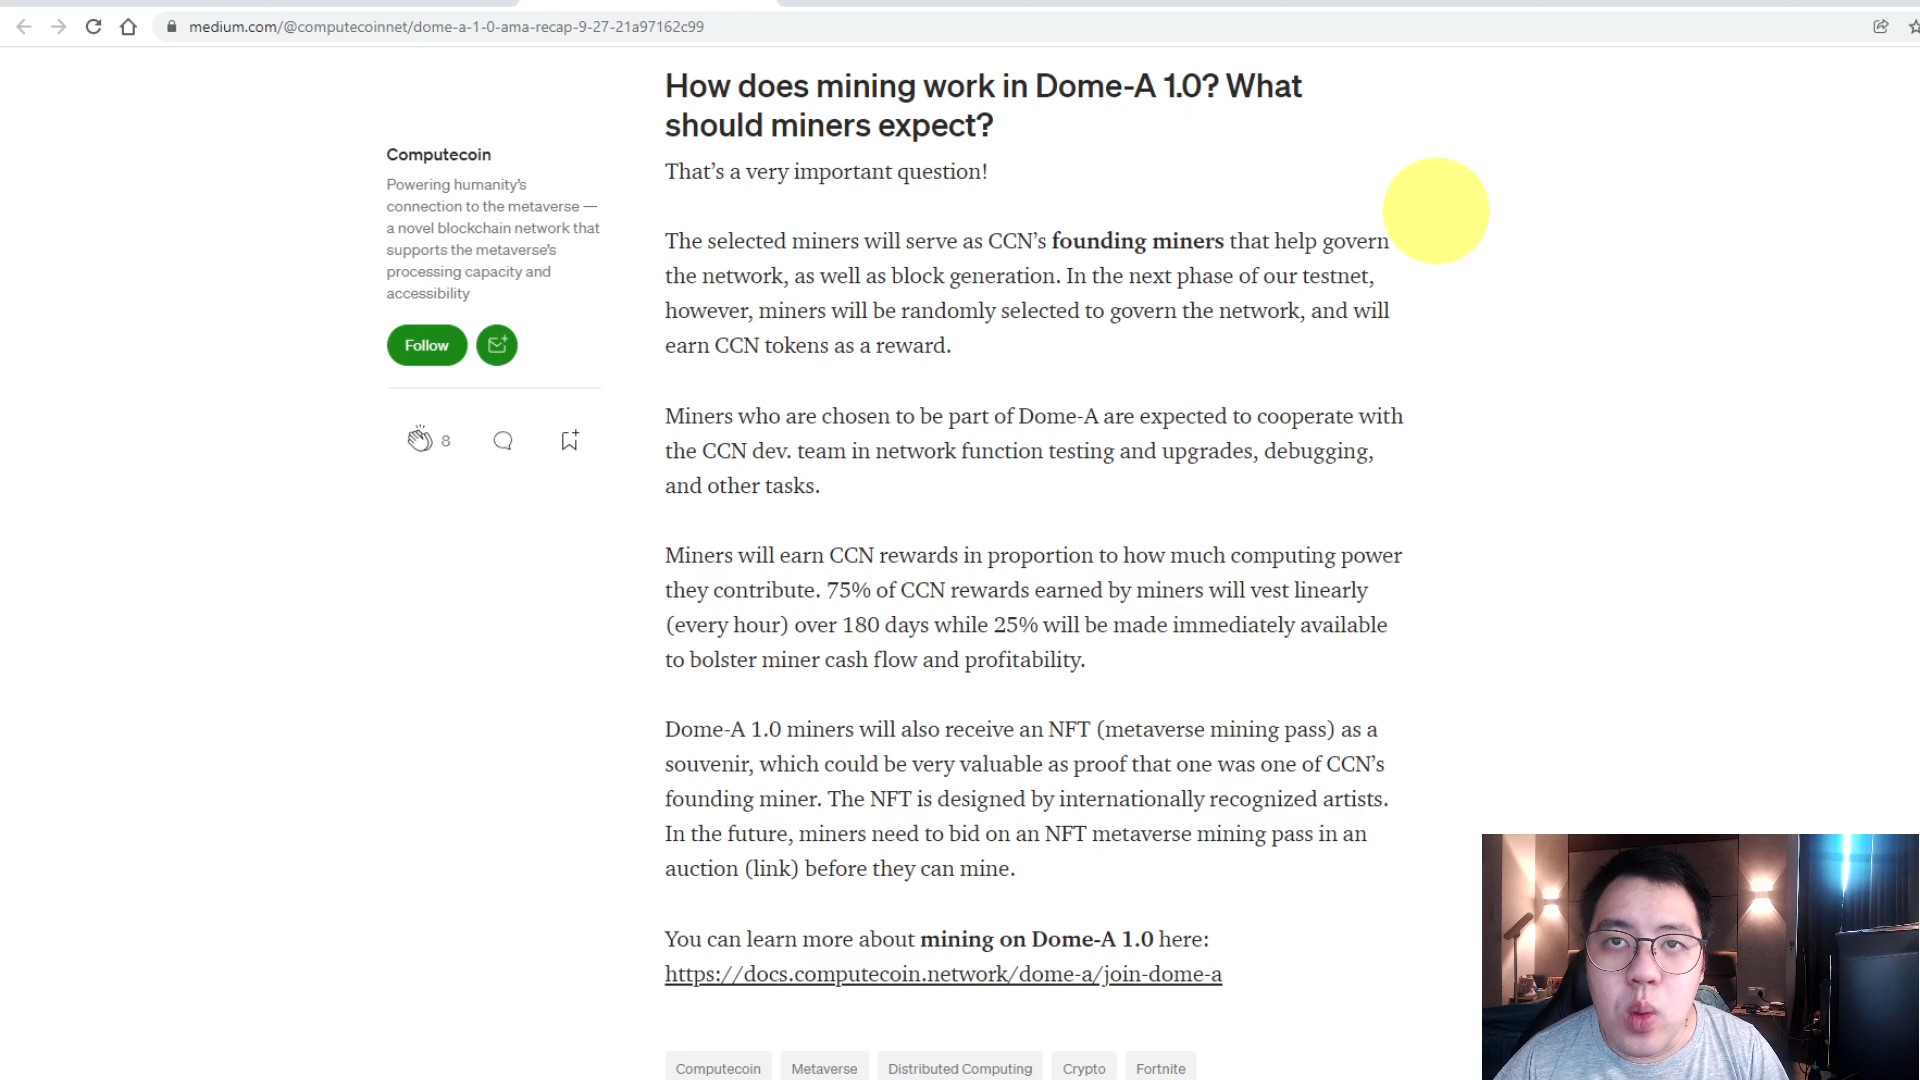 medium.com/@computecoinnet/dome-a-1-0-ama-recap-9-27-21a97162c99
How does mining work in Dome-A 1.0? What
should miners expect?
That’s a very important question!
Computecoin
Powering humanity’s
connection to the metaverse —
a novel blockchain network that
supports the metaverse’s
processing capacity and
accessibility
Follow
8
The selected miners will serve as CCN’s founding miners that help govern
the network, as well as block generation. In the next phase of our testnet,
however, miners will be randomly selected to govern the network, and will
earn CCN tokens as a reward.
Miners who are chosen to be part of Dome-A are expected to cooperate with
the CCN dev. team in network function testing and upgrades, debugging,
and other tasks.
Miners will earn CCN rewards in proportion to how much computing power
they contribute. 75% of CCN rewards earned by miners will vest linearly
(every hour) over 180 days while 25% will be made immediately available
to bolster miner cash flow and profitability.
Dome-A 1.0 miners will also receive an NFT (metaverse mining pass) as a
souvenir, which could be very valuable as proof that one was one of CCN’s
founding miner. The NFT is designed by internationally recognized artists.
In the future, miners need to bid on an NFT metaverse mining pass in an
auction (link) before they can mine.
You can learn more about mining on Dome-A 1.0 here:
https://docs.computecoin.network/dome-a/join-dome-a
Computecoin Metaverse Distributed Computing Crypto Fortnite